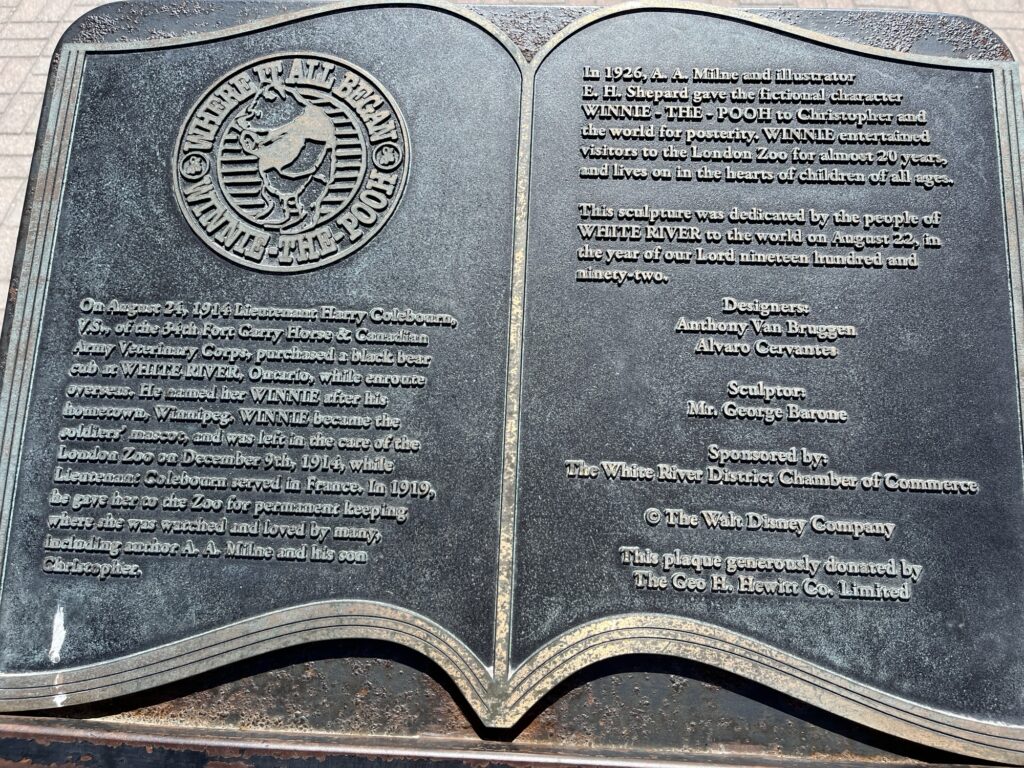 WHERE IT ALL BEGAN
WINNIE-THE-POOH
On August 24, 1914 Lieutenant Harry Colebourn,
V.S., of the 34th Fort Garry Horse & Canadian
Army Veterinary Corps, purchased a black bear
cub at WHITE RIVER, Ontario, while enroute
overseas. He named her WINNIE after his
hometown, Winnipeg. WINNIE became the
soldiers' mascot, and was left in the care of the
London Zoo on December 9th, 1914, while
Lieutenant Colebourn served in France. In 1919,
he gave her to the Zoo for permanent keeping
where she was watched and loved by many,
including author A. A. Milne and his son
Christopher.
In 1926, A. A. Milne and illustrator
E. H. Shepard gave the fictional character
WINNIE - THE - POOH to Christopher and
the world for posterity. WINNIE entertained
visitors to the London Zoo for almost 20 years,
and lives on in the hearts of children of all ages.
This sculpture was dedicated by the people of
WHITE RIVER to the world on August 22, in
the year of our Lord nineteen hundred and
ninety-two.
Designers:
Anthony Van Bruggen
Alvaro Cervantes
Sculptor:
Mr. George Barone
Sponsored by:
The White River District Chamber of Commerce
© The Walt Disney Company
This plaque generously donated by
The Geo H. Hewitt Co. Limited